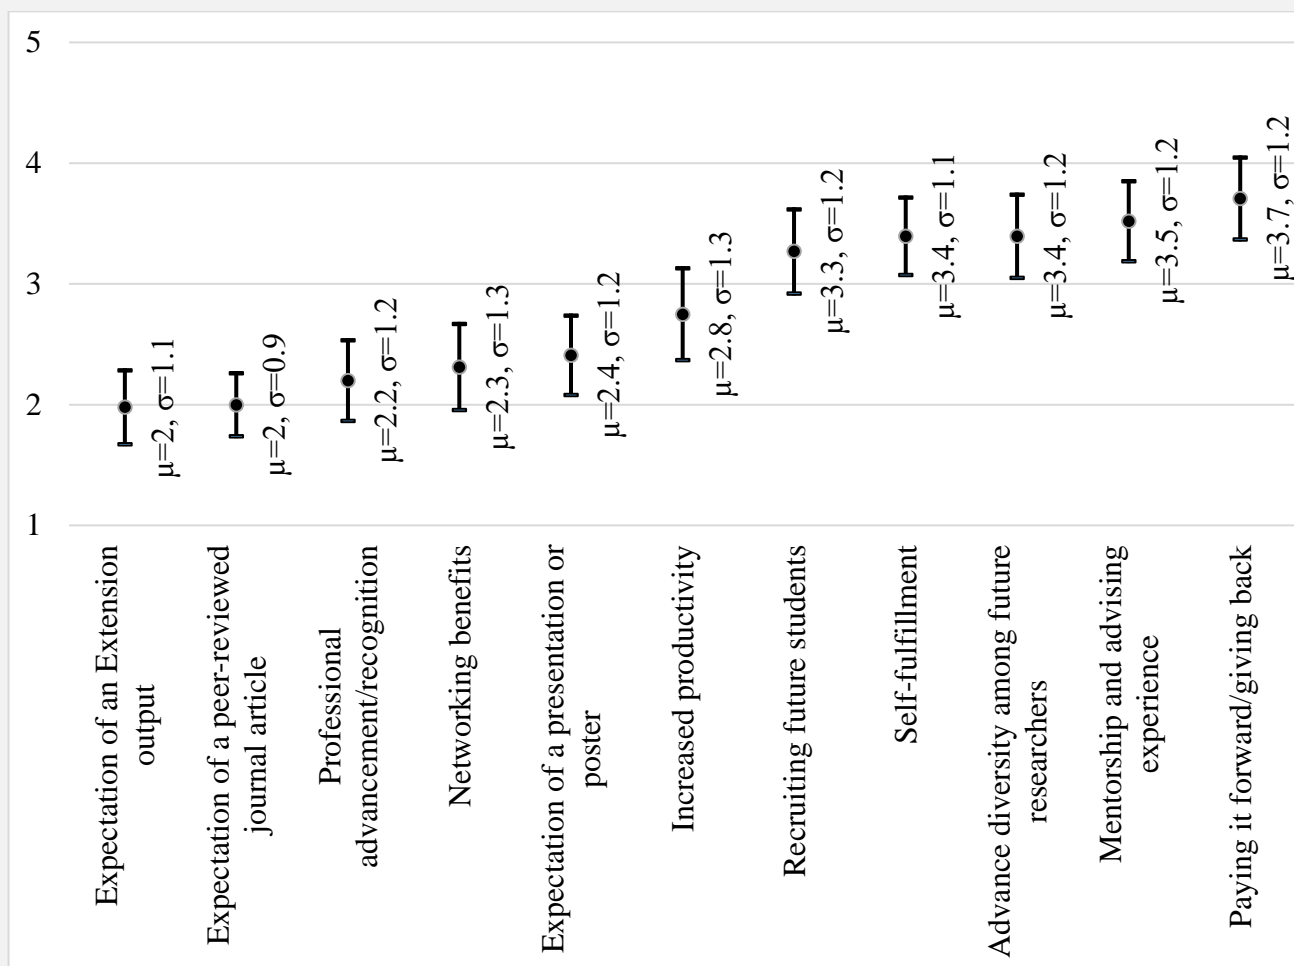 5
4
3
2
1
μ=2, σ=1.1
μ=2, σ=0.9
μ=2.2, σ=1.2
μ=2.3, σ=1.3
μ=2.4, σ=1.2
μ=2.8, σ=1.3
μ=3.3, σ=1.2
μ=3.4, σ=1.1
μ=3.4, σ=1.2
μ=3.5, σ=1.2
μ=3.7, σ=1.2
Expectation of an Extension
output
Expectation of a peer-reviewed
journal article
Professional
advancement/recognition
Networking benefits
Expectation of a presentation or
poster
Increased productivity
Recruiting future students
Self-fulfillment
Advance diversity among future
researchers
Mentorship and advising
experience
Paying it forward/giving back